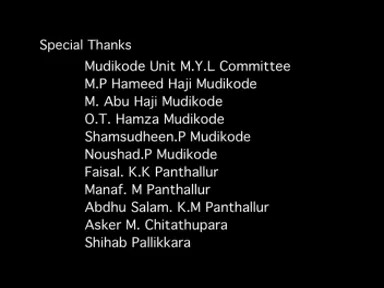 Special Thanks
Mudikode Unit M.Y.L Committee
M.P Hameed Haji Mudikode
M. Abu Haji Mudikode
O.T. Hamza Mudikode
Shamsudheen.P Mudikode
Noushad.P Mudikode
Faisal. K.K Panthallur
Manaf. M Panthallur
Abdhu Salam. K.M Panthallur
Asker M. Chitathupara
Shihab Pallikkara